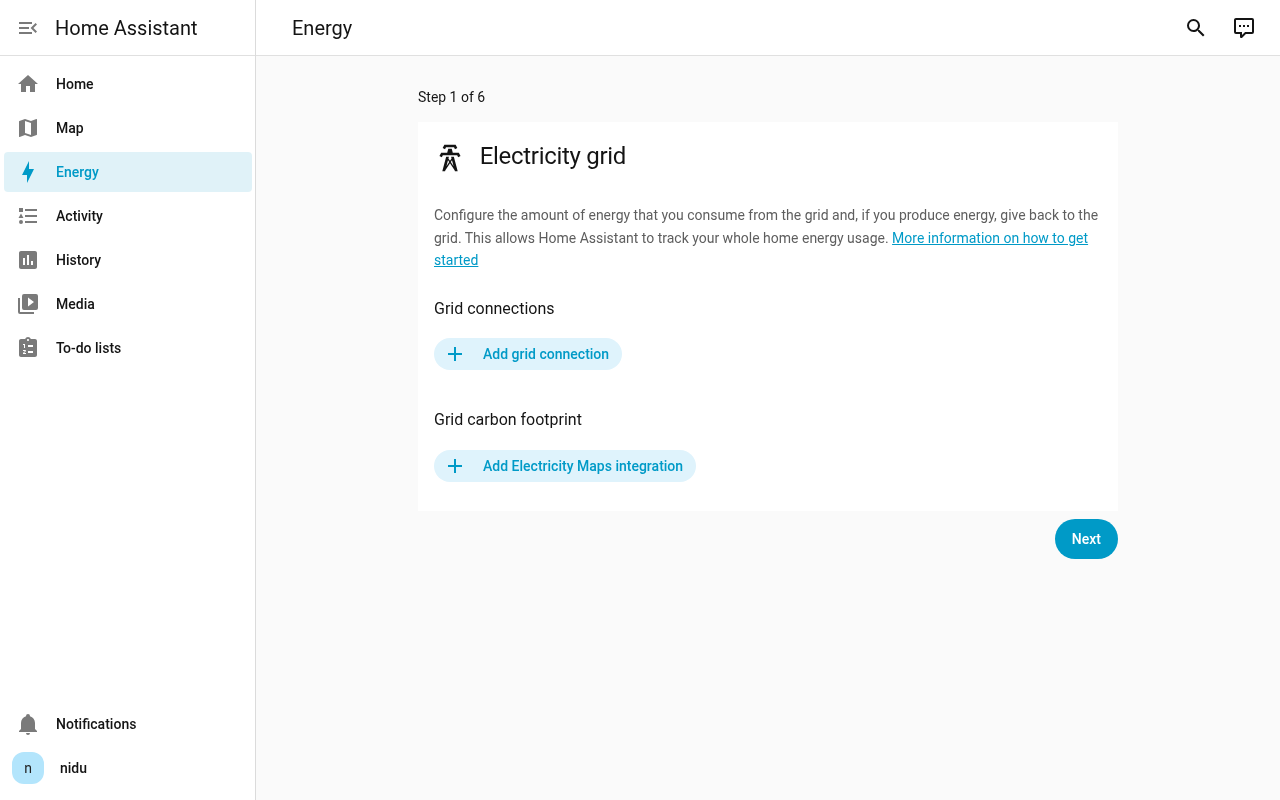 Home Assistant
Energy
Home
Map
Energy
Activity
History
Media
To-do lists
Notifications
n
nidu
Step 1 of 6
Electricity grid
Configure the amount of energy that you consume from the grid and, if you produce energy, give back to the
grid. This allows Home Assistant to track your whole home energy usage. More information on how to get
started
Grid connections
Add grid connection
Grid carbon footprint
Add Electricity Maps integration
Next